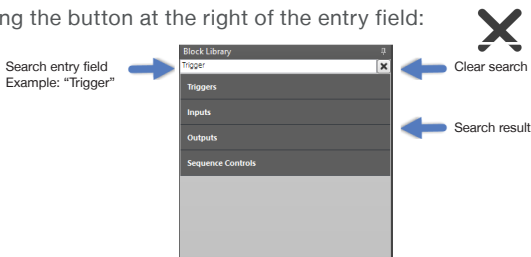 ng the button at the right of the entry field:
Block Library
Search entry field
Example: “Trigger”
Trigger
Clear search
Triggers
Inputs
Search result
Outputs
Sequence Controls